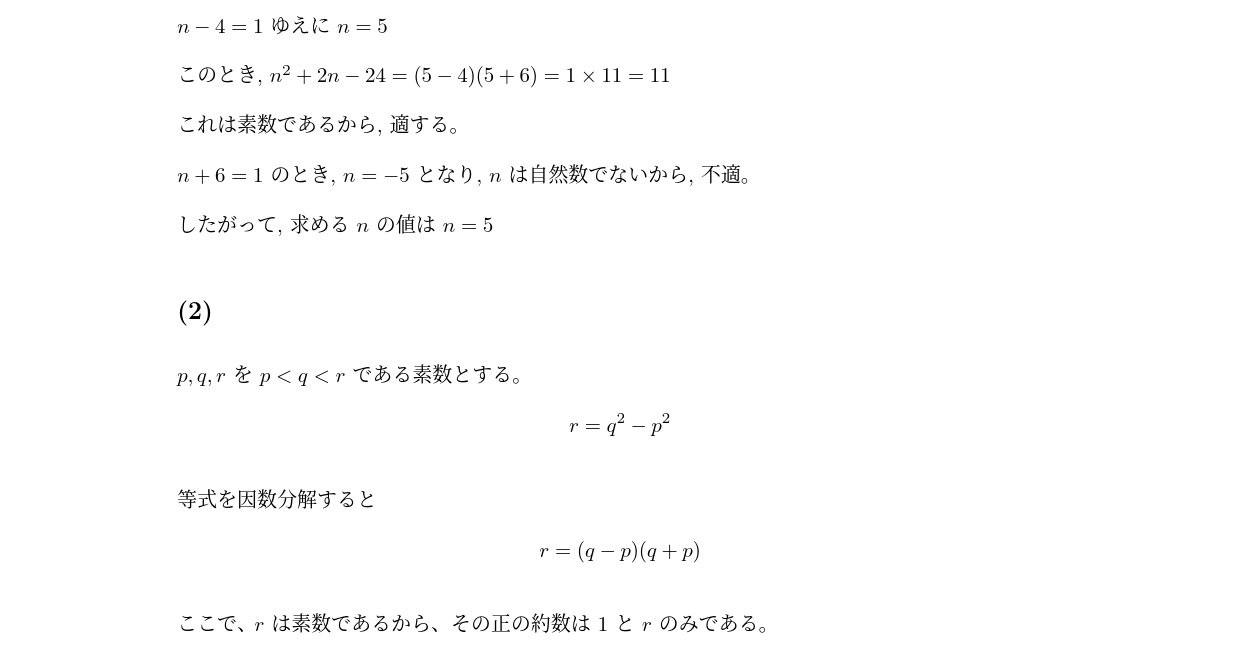 n − 4 = 1 ゆえに n = 5
このとき, n² + 2n − 24 = (5 − 4)(5 + 6) = 1 × 11 = 11
これは素数であるから, 適する。
n + 6 = 1 のとき, n = −5 となり, n は自然数でないから, 不適。
したがって, 求める n の値は n = 5
(2)
p, q, r を p < q < r である素数とする。
r = q² − p²
等式を因数分解すると
r = (q − p)(q + p)
ここで、r は素数であるから、その正の約数は 1 と r のみである。